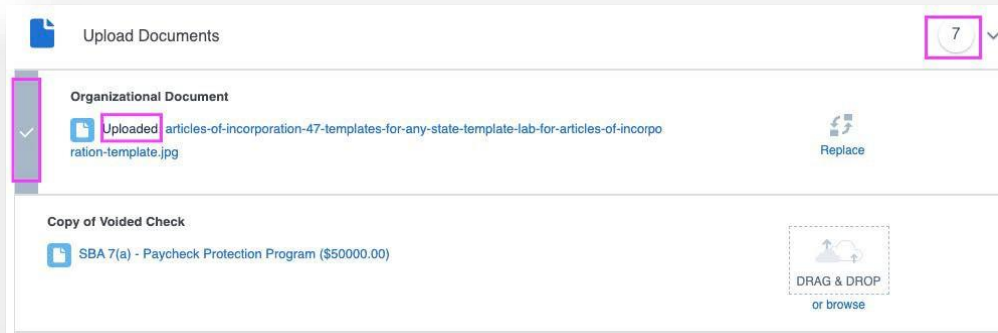 Upload Documents
7
Organizational Document
Uploaded: articles-of-incorporation-47-templates-for-any-state-template-lab-for-articles-of-incorpo
ration-template.jpg
Replace
Copy of Voided Check
SBA 7(a) - Paycheck Protection Program ($50000.00)
DRAG & DROP
or browse